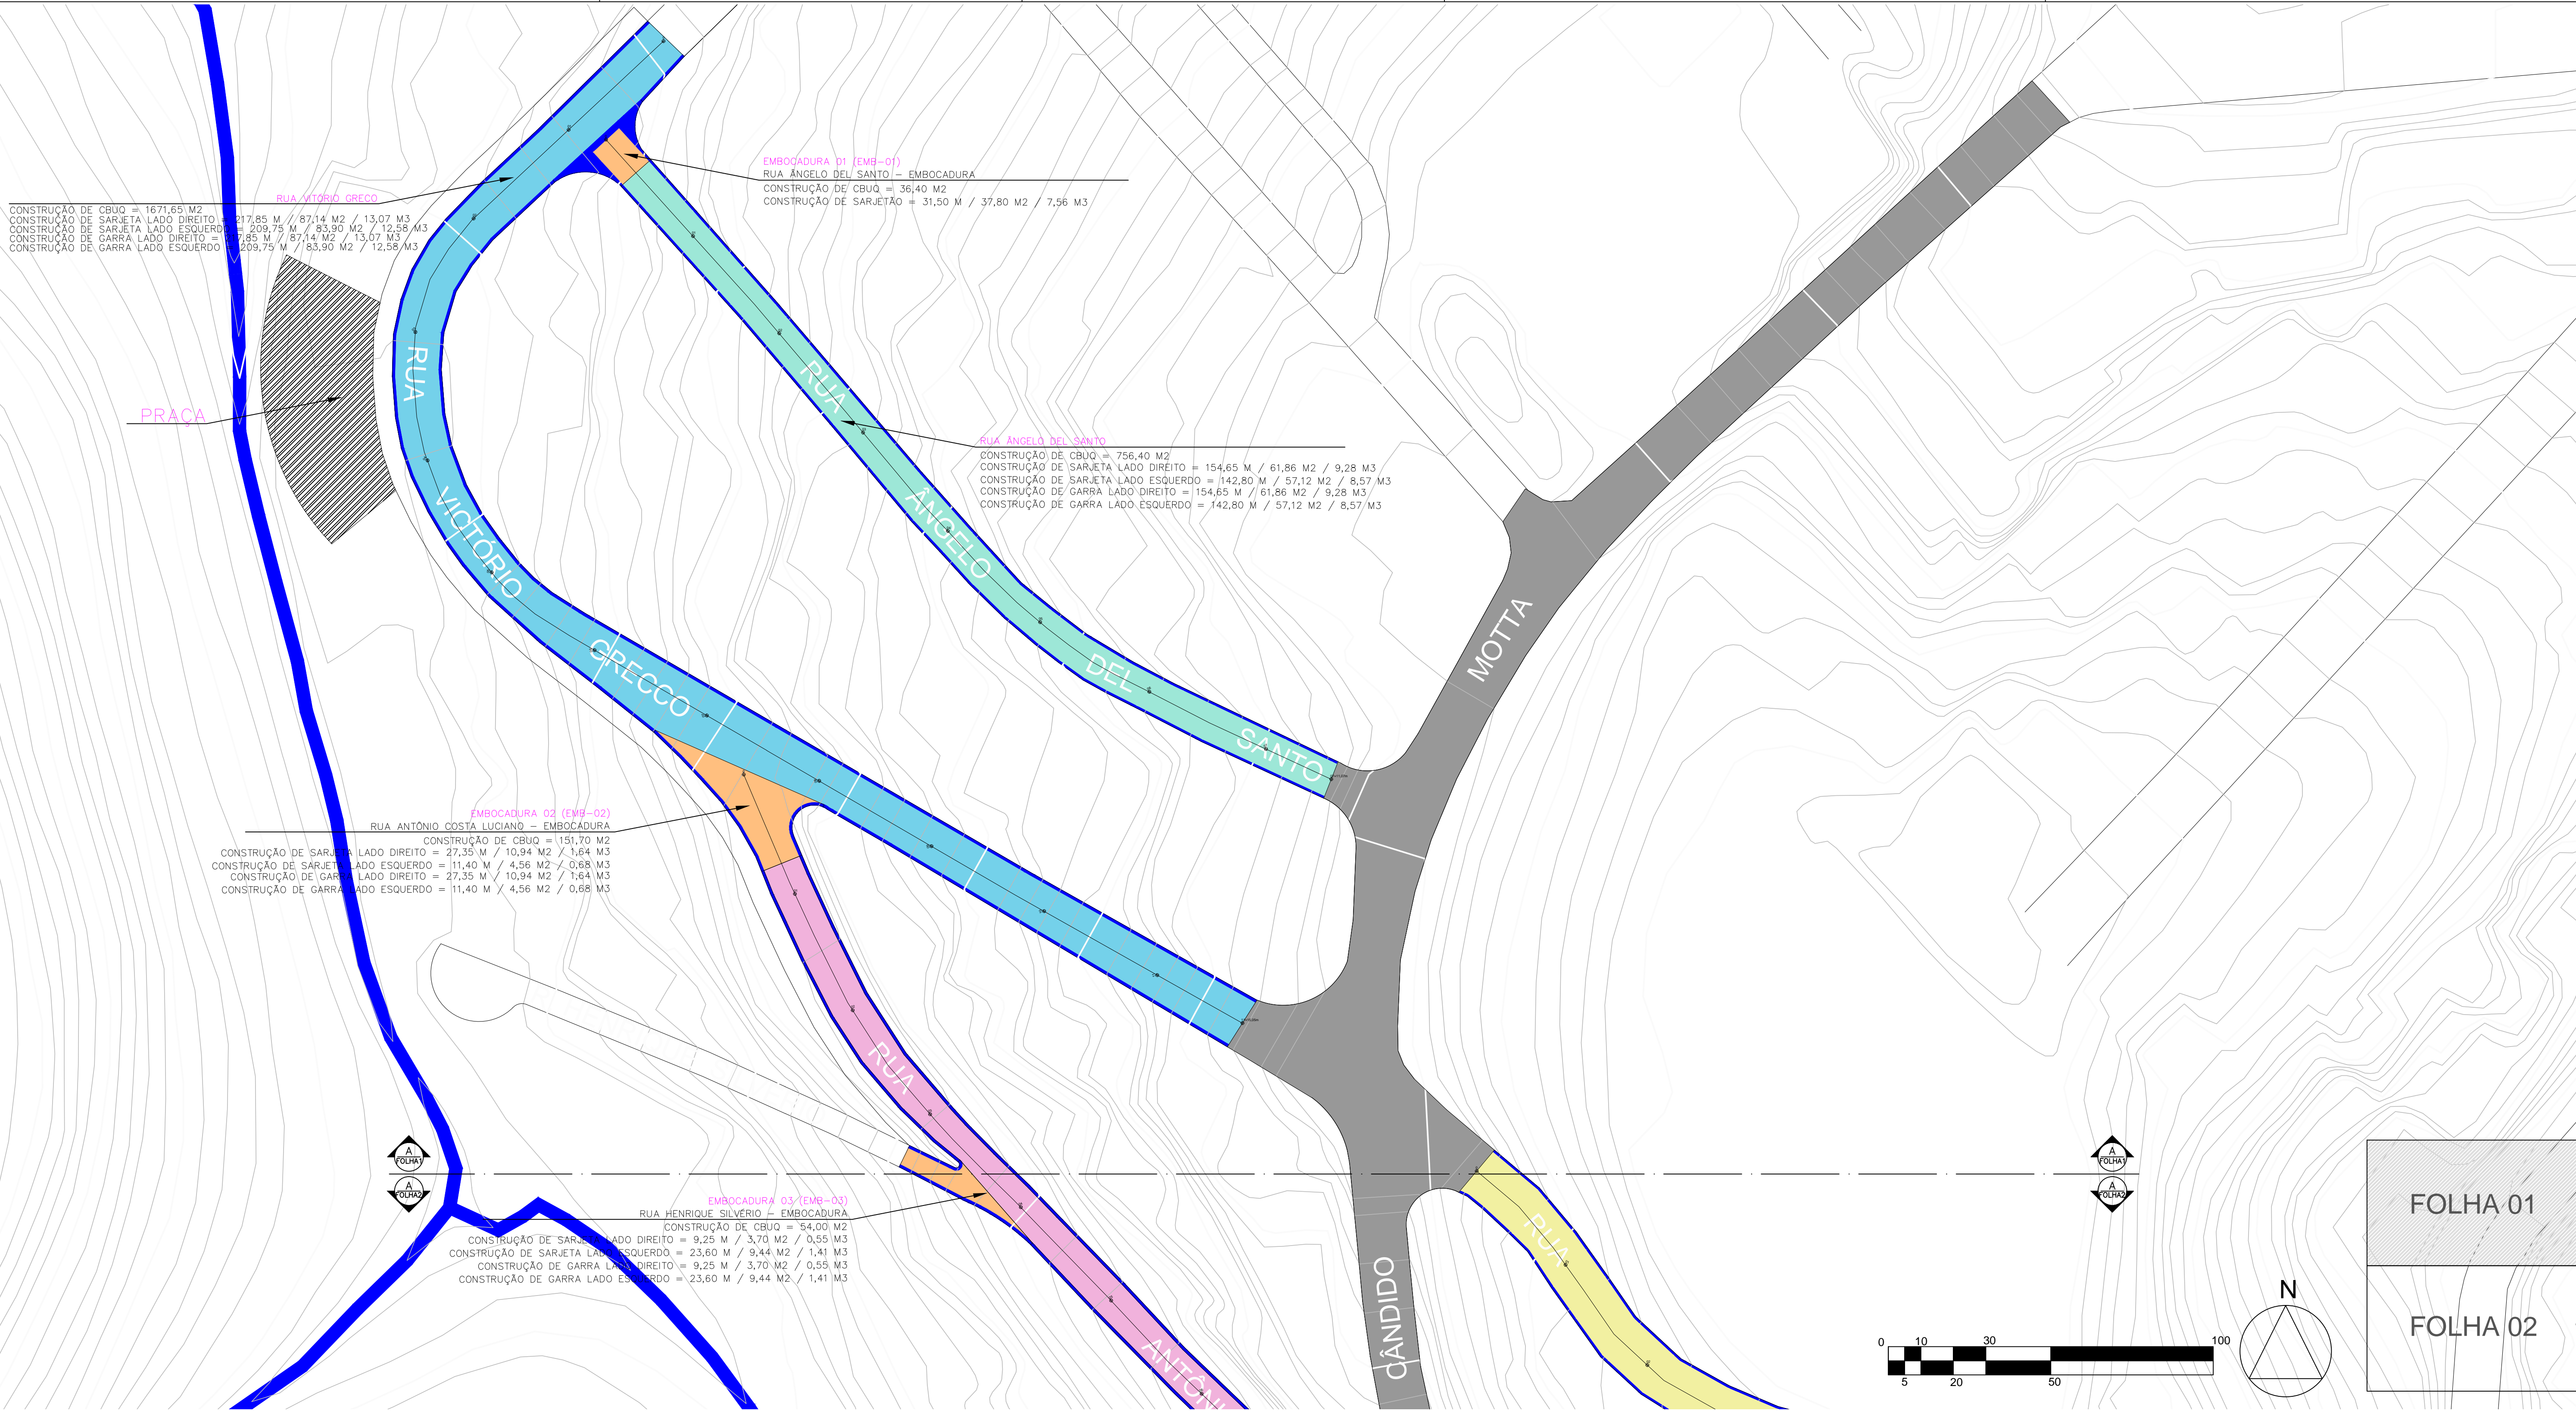 RUA VITÓRIO GRECO
CONSTRUÇÃO DE CBUQ = 1671,65 M2
CONSTRUÇÃO DE SARJETA LADO DIREITO = 217,85 M / 87,14 M2 / 13,07 M3
CONSTRUÇÃO DE SARJETA LADO ESQUERDO = 209,75 M / 83,90 M2 / 12,58 M3
CONSTRUÇÃO DE GARRA LADO DIREITO = 217,85 M / 87,14 M2 / 13,07 M3
CONSTRUÇÃO DE GARRA LADO ESQUERDO = 209,75 M / 83,90 M2 / 12,58 M3
EMBOCADURA 01 (EMB-01)
RUA ÂNGELO DEL SANTO - EMBOCADURA
CONSTRUÇÃO DE CBUQ = 36,40 M2
CONSTRUÇÃO DE SARJETÃO = 31,50 M / 37,80 M2 / 7,56 M3
PRAÇA
RUA
VICTÓRIO
GRECCO
RUA
ÂNGELO
DEL
SANTO
RUA ÂNGELO DEL SANTO
CONSTRUÇÃO DE CBUQ = 756,40 M2
CONSTRUÇÃO DE SARJETA LADO DIREITO = 154,65 M / 61,86 M2 / 9,28 M3
CONSTRUÇÃO DE SARJETA LADO ESQUERDO = 142,80 M / 57,12 M2 / 8,57 M3
CONSTRUÇÃO DE GARRA LADO DIREITO = 154,65 M / 61,86 M2 / 9,28 M3
CONSTRUÇÃO DE GARRA LADO ESQUERDO = 142,80 M / 57,12 M2 / 8,57 M3
MOTTA
EMBOCADURA 02 (EMB-02)
RUA ANTÔNIO COSTA LUCIANO - EMBOCADURA
CONSTRUÇÃO DE CBUQ = 151,70 M2
CONSTRUÇÃO DE SARJETA LADO DIREITO = 27,35 M / 10,94 M2 / 1,64 M3
CONSTRUÇÃO DE SARJETA LADO ESQUERDO = 11,40 M / 4,56 M2 / 0,68 M3
CONSTRUÇÃO DE GARRA LADO DIREITO = 27,35 M / 10,94 M2 / 1,64 M3
CONSTRUÇÃO DE GARRA LADO ESQUERDO = 11,40 M / 4,56 M2 / 0,68 M3
RUA
ANTÔNI
A
FOLHA1
A
FOLHA2
A
FOLHA1
A
FOLHA2
EMBOCADURA 03 (EMB-03)
RUA HENRIQUE SILVÉRIO - EMBOCADURA
CONSTRUÇÃO DE CBUQ = 54,00 M2
CONSTRUÇÃO DE SARJETA LADO DIREITO = 9,25 M / 3,70 M2 / 0,55 M3
CONSTRUÇÃO DE SARJETA LADO ESQUERDO = 23,60 M / 9,44 M2 / 1,41 M3
CONSTRUÇÃO DE GARRA LADO DIREITO = 9,25 M / 3,70 M2 / 0,55 M3
CONSTRUÇÃO DE GARRA LADO ESQUERDO = 23,60 M / 9,44 M2 / 1,41 M3
CÂNDIDO
RUA
0 10 30 100
5 20 50
N
FOLHA 01
FOLHA 02